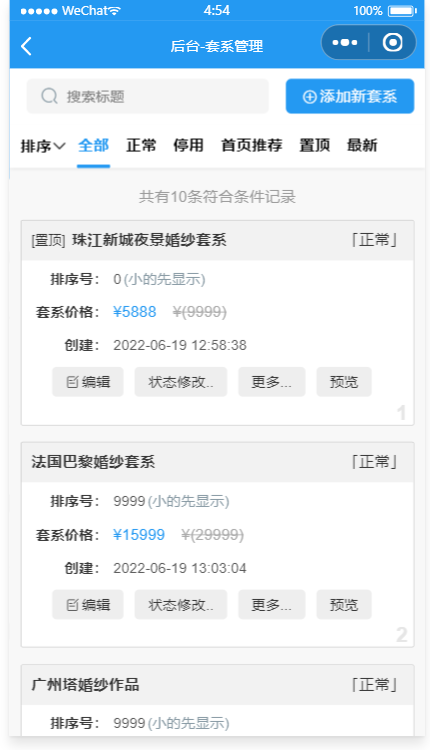 WeChat 4:54 100%
后台-套系管理
搜索标题 添加新套系
排序 全部 正常 停用 首页推荐 置顶 最新
共有10条符合条件记录
[置顶] 珠江新城夜景婚纱套系 「正常」
排序号： 0 (小的先显示)
套系价格： ¥5888 ¥(9999)
创建： 2022-06-19 12:58:38
编辑 状态修改.. 更多... 预览
1
法国巴黎婚纱套系 「正常」
排序号： 9999 (小的先显示)
套系价格： ¥15999 ¥(29999)
创建： 2022-06-19 13:03:04
编辑 状态修改.. 更多... 预览
2
广州塔婚纱作品 「正常」
排序号： 9999 (小的先显示)